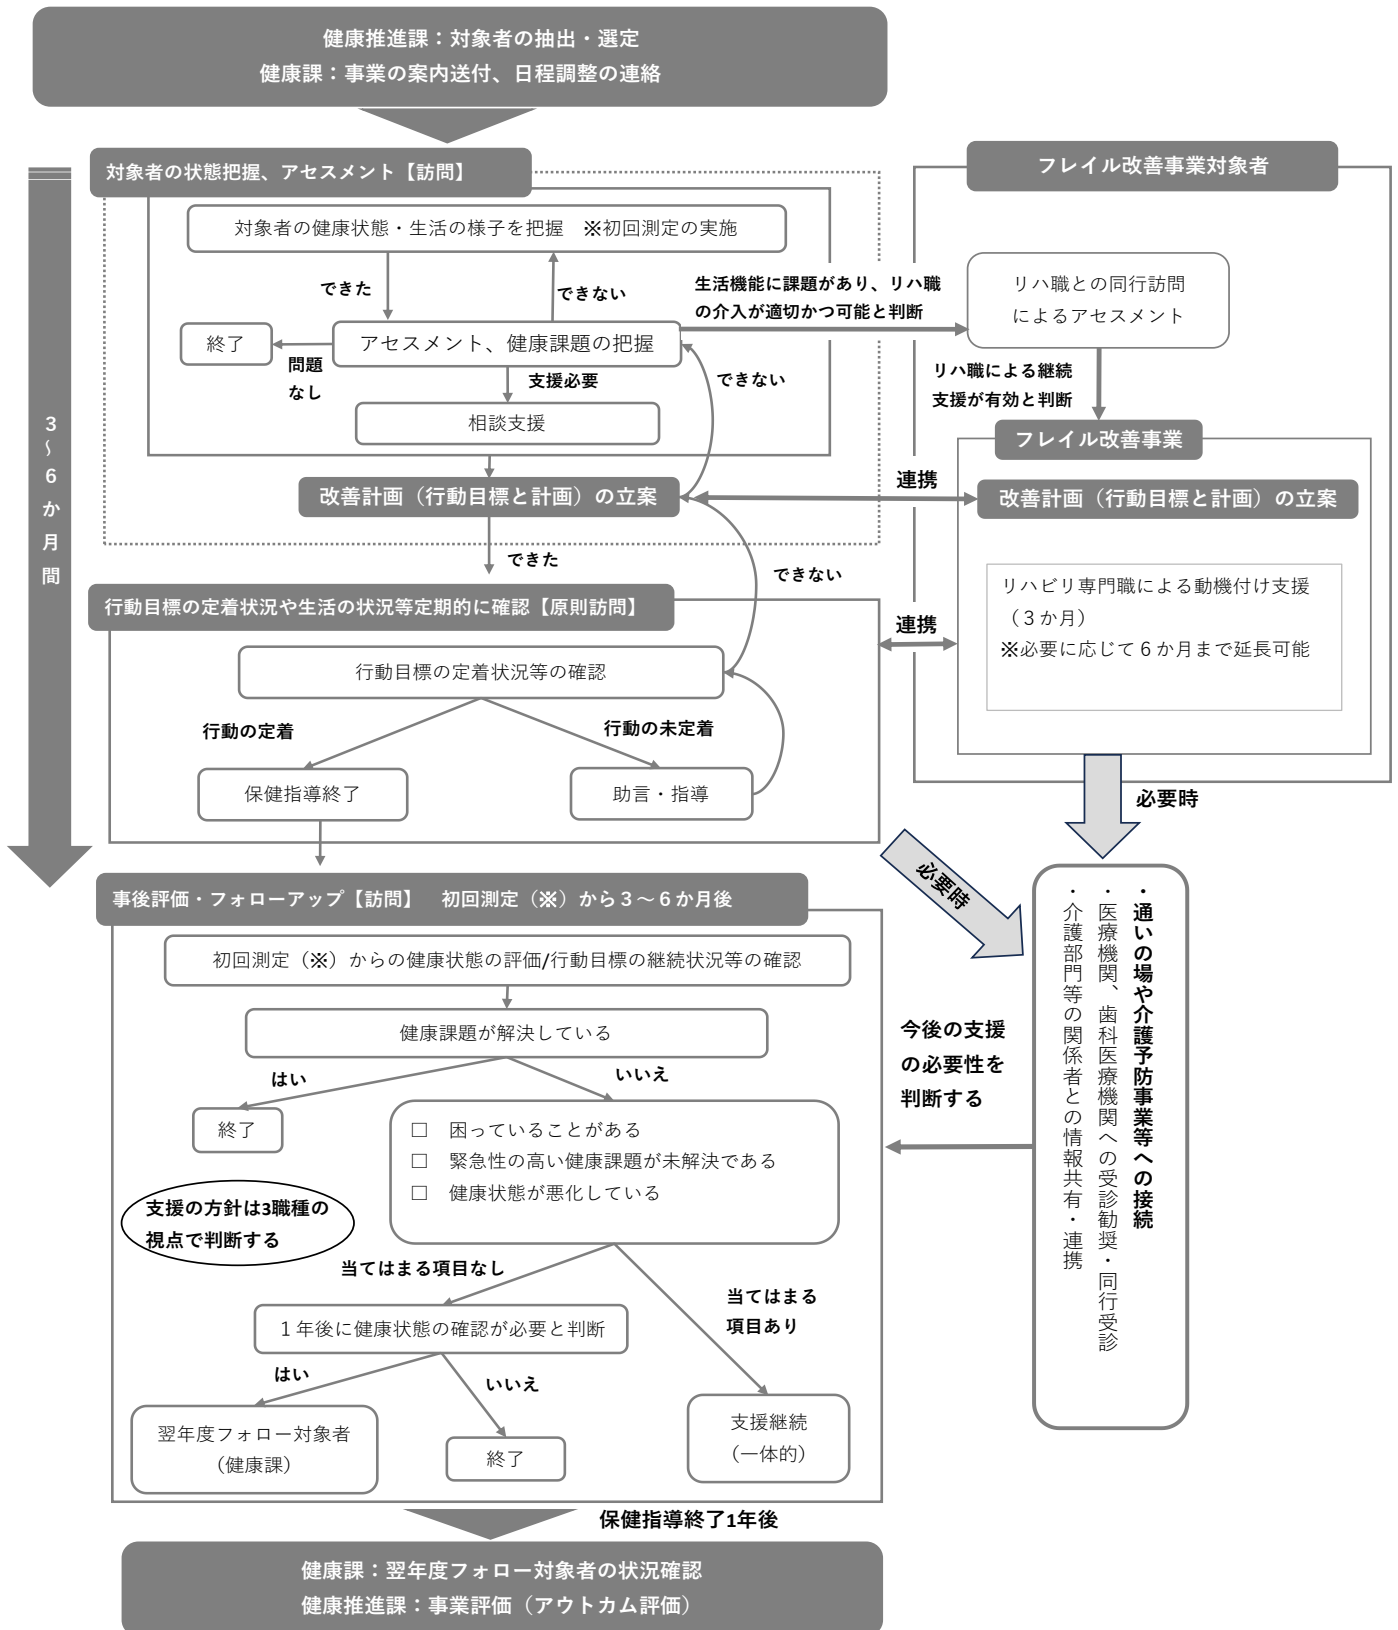 健康推進課：対象者の抽出・選定
健康課：事業の案内送付、日程調整の連絡
3～6か月間
対象者の状態把握、アセスメント【訪問】
対象者の健康状態・生活の様子を把握　※初回測定の実施
できた
できない
終了
問題
なし
アセスメント、健康課題の把握
支援必要
相談支援
できない
改善計画（行動目標と計画）の立案
できた
できない
生活機能に課題があり、リハ職
の介入が適切かつ可能と判断
フレイル改善事業対象者
リハ職との同行訪問
によるアセスメント
リハ職による継続
支援が有効と判断
フレイル改善事業
連携
改善計画（行動目標と計画）の立案
リハビリ専門職による動機付け支援
（３か月）
※必要に応じて６か月まで延長可能
連携
行動目標の定着状況や生活の状況等定期的に確認【原則訪問】
行動目標の定着状況等の確認
行動の定着
行動の未定着
保健指導終了
助言・指導
必要時
必要時
・通いの場や介護予防事業等への接続
・医療機関、歯科医療機関への受診勧奨・同行受診
・介護部門等の関係者との情報共有・連携
今後の支援
の必要性を
判断する
事後評価・フォローアップ【訪問】　初回測定（※）から３～６か月後
初回測定（※）からの健康状態の評価/行動目標の継続状況等の確認
健康課題が解決している
はい
いいえ
終了
□　困っていることがある
□　緊急性の高い健康課題が未解決である
□　健康状態が悪化している
支援の方針は3職種の
視点で判断する
当てはまる項目なし
当てはまる
項目あり
１年後に健康状態の確認が必要と判断
はい
いいえ
翌年度フォロー対象者
（健康課）
終了
支援継続
（一体的）
保健指導終了1年後
健康課：翌年度フォロー対象者の状況確認
健康推進課：事業評価（アウトカム評価）